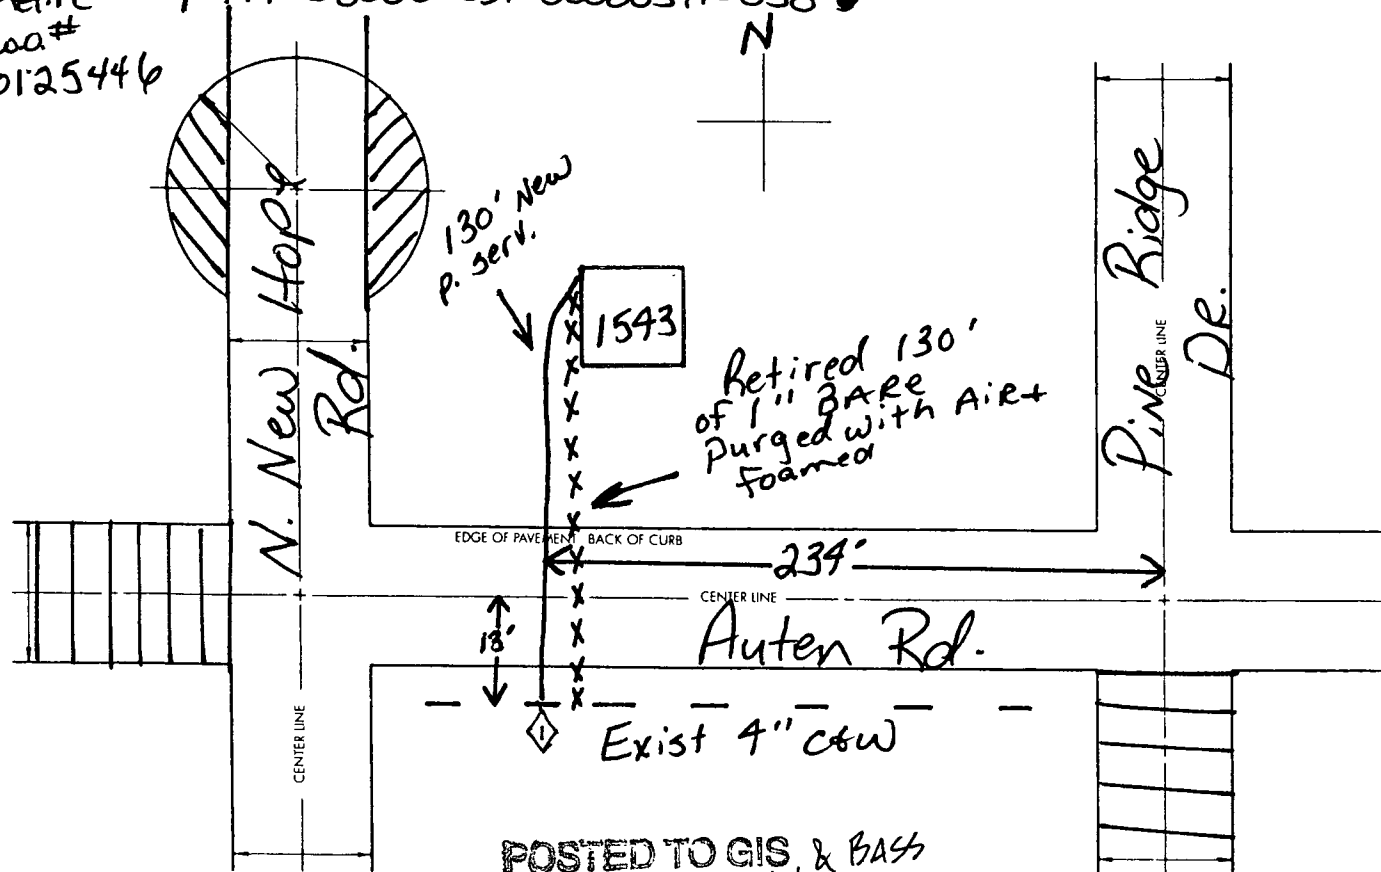 0125446
N
N. New Hope
Rd.
130' New
p. serv.
1543
Retired 130'
of 1" BARE
Purged with Air +
foamed
Pine Ridge
DR.
CENTER LINE
EDGE OF PAVEMENT BACK OF CURB
234'
CENTER LINE
13'
Auten Rd.
CENTER LINE
Exist 4" c&w
POSTED TO GIS, & BASS